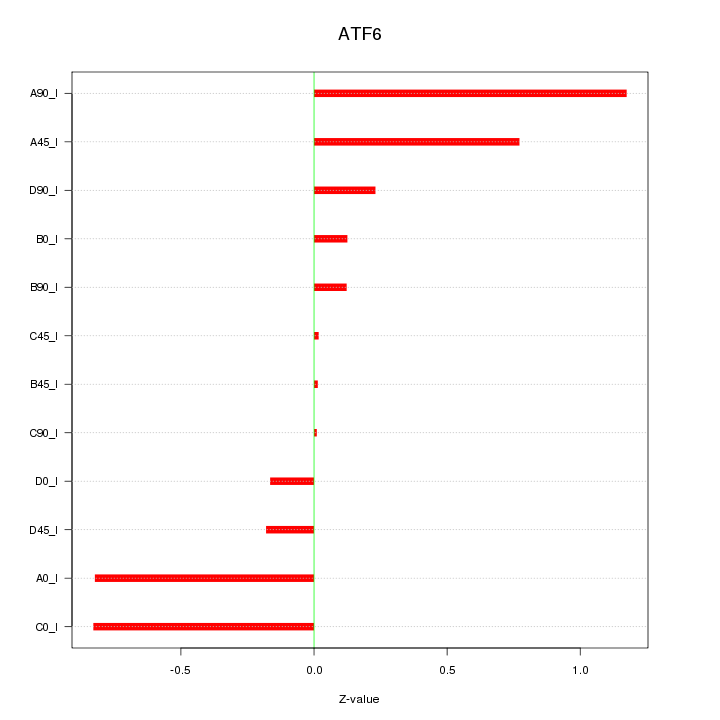 ATF6
A90_I
A45_I
D90_I
B0_I
B90_I
C45_I
B45_I
C90_I
D0_I
D45_I
A0_I
C0_I
-0.5 0.0 0.5 1.0
Z-value